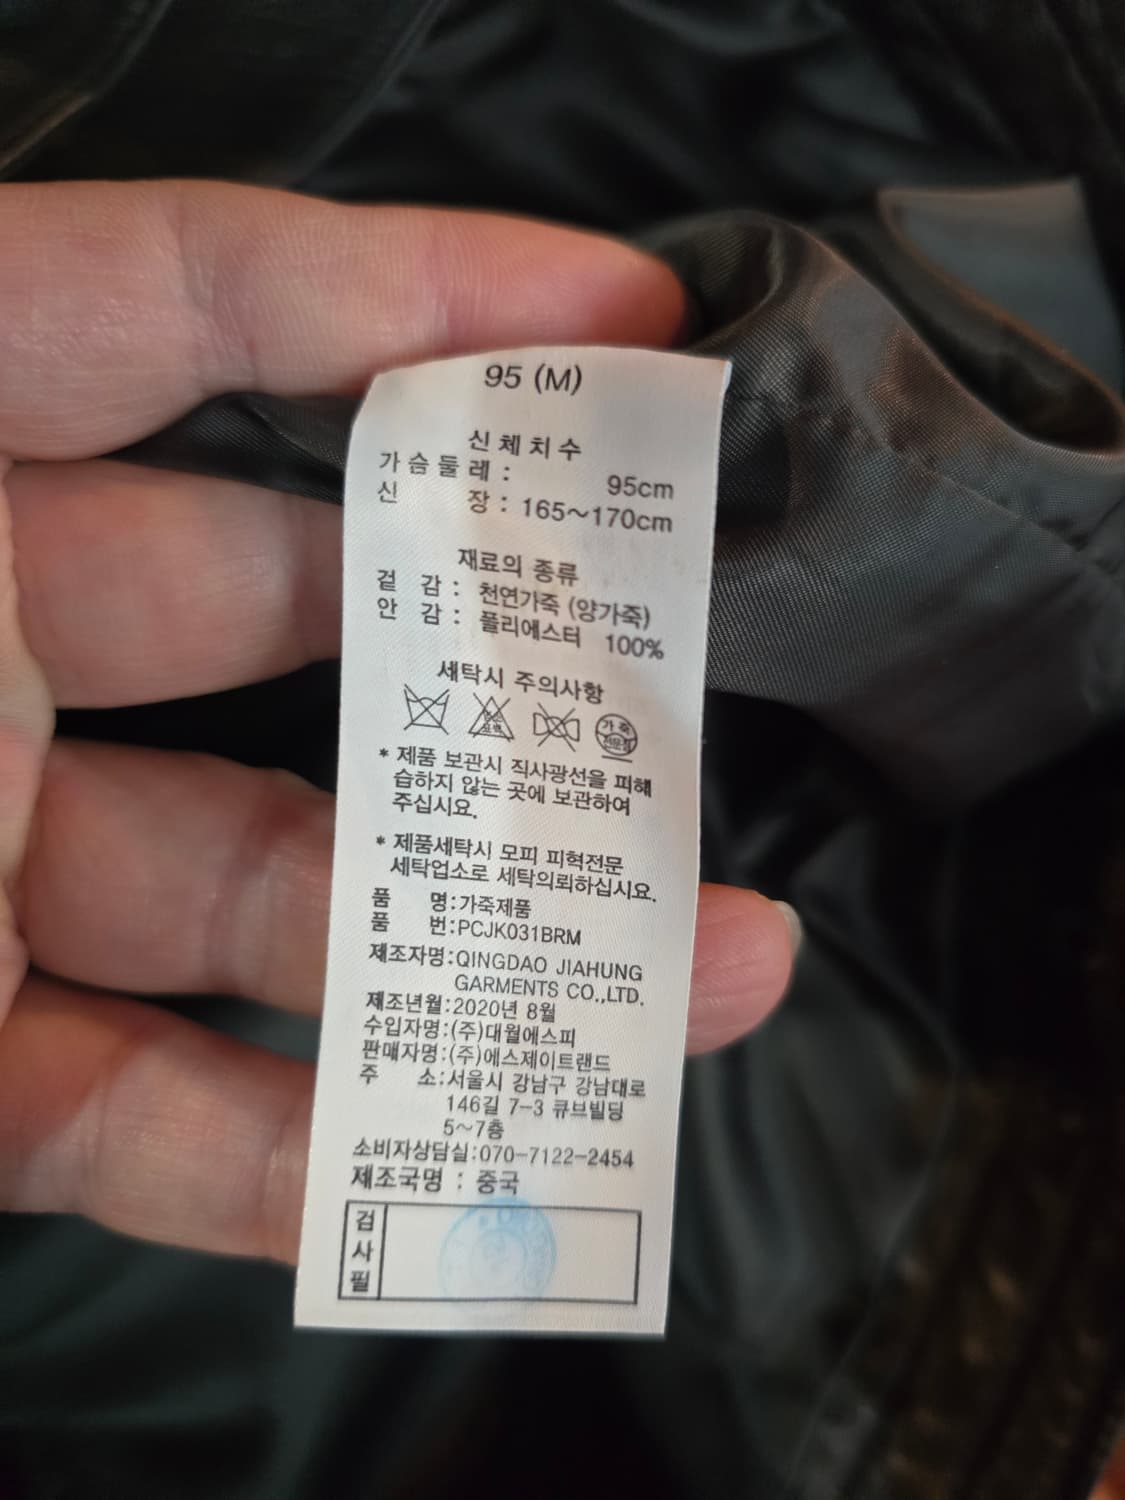 95 (M)
신체치수
가슴둘레 : 95cm
신 장 : 165~170cm
재료의 종류
겉 감 : 천연가죽 (양가죽)
안 감 : 폴리에스터 100%
세탁시 주의사항
가 죽
전문점
* 제품 보관시 직사광선을 피해
습하지 않는 곳에 보관하여
주십시요.
* 제품세탁시 모피 피혁전문
세탁업소로 세탁의뢰하십시요.
품 명:가죽제품
품 번:PCJK031BRM
제조자명:QINGDAO JIAHUNG
GARMENTS CO.,LTD.
제조년월:2020년 8월
수입자명:(주)대월에스피
판매자명:(주)에스제이트랜드
주 소:서울시 강남구 강남대로
146길 7-3 큐브빌딩
5~7층
소비자상담실:070-7122-2454
제조국명 : 중국
검
사
필